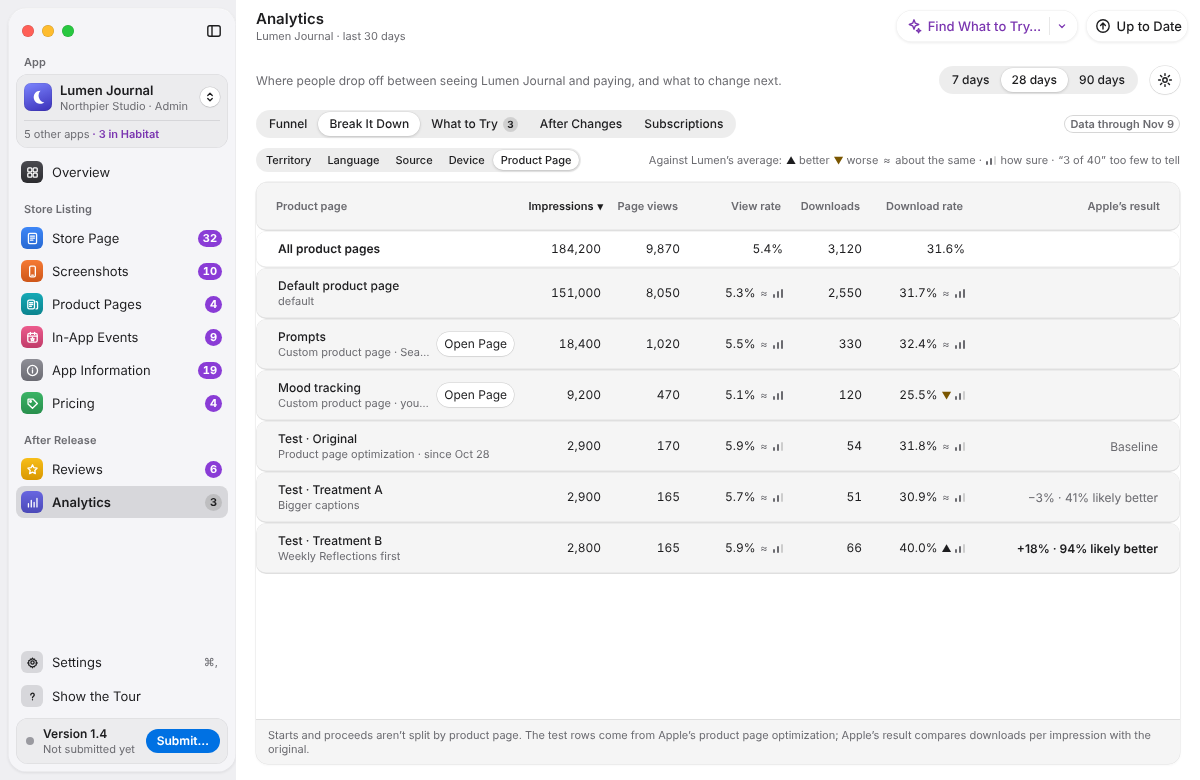 Analytics
Lumen Journal · last 30 days
Find What to Try...
Up to Date
App
Lumen Journal
Northpier Studio · Admin
5 other apps · 3 in Habitat
Overview
Store Listing
Store Page 32
Screenshots 10
Product Pages 4
In-App Events 9
App Information 19
Pricing 4
After Release
Reviews 6
Analytics 3
Settings ⌘,
? Show the Tour
Version 1.4
Not submitted yet
Submit...
Where people drop off between seeing Lumen Journal and paying, and what to change next.
7 days 28 days 90 days
Funnel Break It Down What to Try 3 After Changes Subscriptions
Data through Nov 9
Territory Language Source Device Product Page
Against Lumen's average: ▲ better ▼ worse ≈ about the same · how sure · “3 of 40” too few to tell
Product page Impressions ▼ Page views View rate Downloads Download rate Apple's result
All product pages 184,200 9,870 5.4% 3,120 31.6%
Default product page
default
151,000 8,050 5.3% ≈ 2,550 31.7% ≈
Prompts
Custom product page · Sea...
Open Page
18,400 1,020 5.5% ≈ 330 32.4% ≈
Mood tracking
Custom product page · you...
Open Page
9,200 470 5.1% ≈ 120 25.5% ▼
Test · Original
Product page optimization · since Oct 28
2,900 170 5.9% ≈ 54 31.8% ≈ Baseline
Test · Treatment A
Bigger captions
2,900 165 5.7% ≈ 51 30.9% ≈ −3% · 41% likely better
Test · Treatment B
Weekly Reflections first
2,800 165 5.9% ≈ 66 40.0% ▲ +18% · 94% likely better
Starts and proceeds aren't split by product page. The test rows come from Apple's product page optimization; Apple's result compares downloads per impression with the
original.